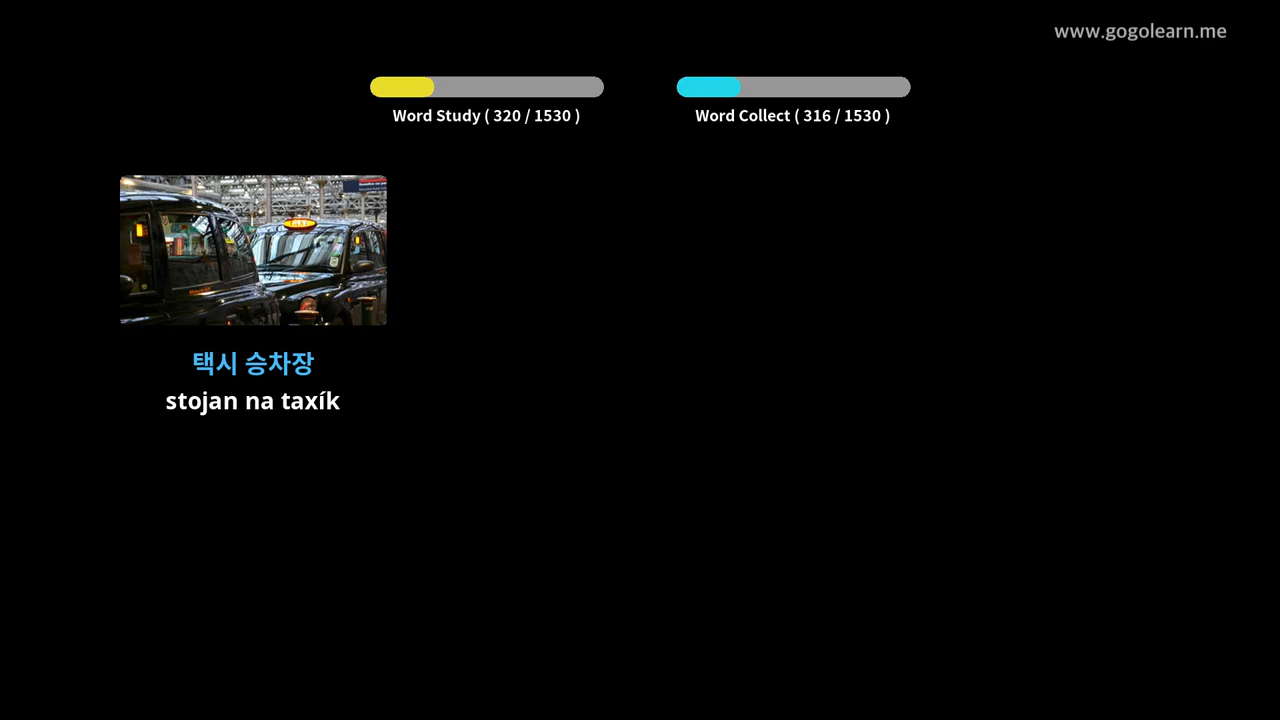 www.gogolearn.me
Word Study ( 320 / 1530 )
Word Collect ( 316 / 1530 )
TAXI
택시 승차장
stojan na taxík